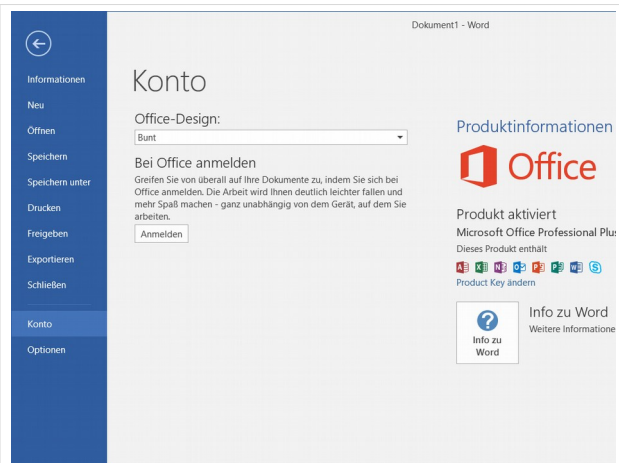 Dokument1 - Word
Informationen
Neu
Öffnen
Speichern
Speichern unter
Drucken
Freigeben
Exportieren
Schließen
Konto
Optionen
Konto
Office-Design:
Bunt
Bei Office anmelden
Greifen Sie von überall auf Ihre Dokumente zu, indem Sie sich bei
Office anmelden. Die Arbeit wird Ihnen deutlich leichter fallen und
mehr Spaß machen - ganz unabhängig von dem Gerät, auf dem Sie
arbeiten.
Anmelden
Produktinformationen
Office
Produkt aktiviert
Microsoft Office Professional Plus
Dieses Produkt enthält
Product Key ändern
Info zu
Word
Info zu Word
Weitere Informatione